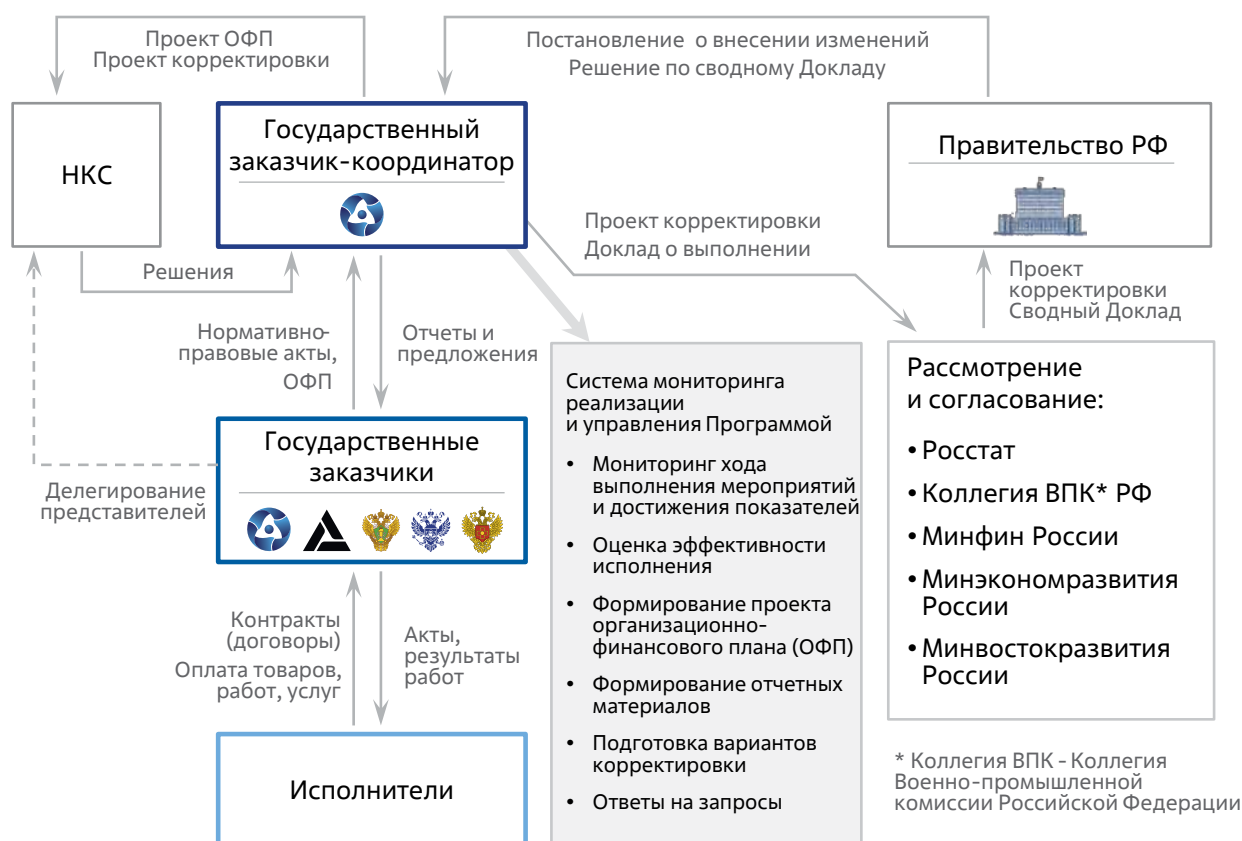 Проект ОФП
Проект корректировки
Постановление о внесении изменений
Решение по сводному Докладу
НКС
Государственный
заказчик-координатор
Правительство РФ
Решения
Проект корректировки
Доклад о выполнении
Проект
корректировки
Сводный Доклад
Нормативно-
правовые акты,
ОФП
Отчеты и
предложения
Государственные
заказчики
Делегирование
представителей
Контракты
(договоры)
Оплата товаров,
работ, услуг
Акты,
результаты
работ
Исполнители
Система мониторинга
реализации
и управления Программой
• Мониторинг хода
выполнения мероприятий
и достижения показателей
• Оценка эффективности
исполнения
• Формирование проекта
организационно-
финансового плана (ОФП)
• Формирование отчетных
материалов
• Подготовка вариантов
корректировки
• Ответы на запросы
Рассмотрение
и согласование:
• Росстат
• Коллегия ВПК* РФ
• Минфин России
• Минэкономразвития
России
• Минвостокразвития
России
* Коллегия ВПК - Коллегия
Военно-промышленной
комиссии Российской Федерации